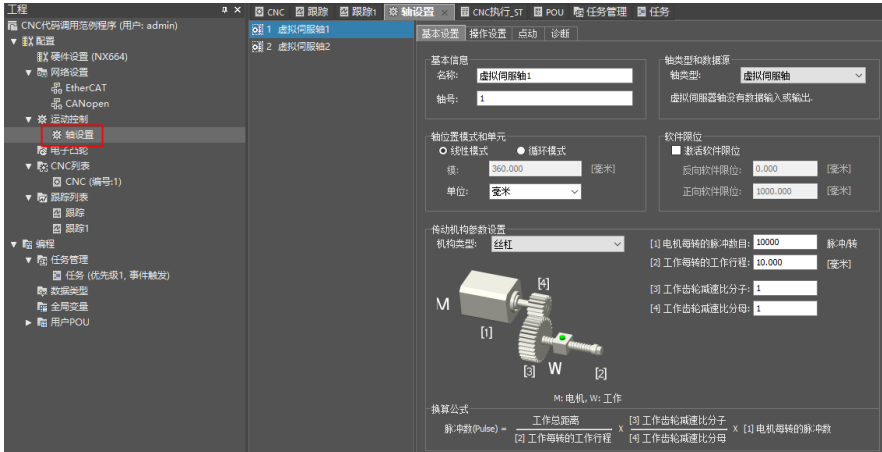 工程
CNC代码调用范例程序 (用户: admin)
配置
硬件设置 (NX664)
网络设置
EtherCAT
CANopen
运动控制
轴设置
电子凸轮
CNC列表
CNC (编号:1)
跟踪列表
跟踪
跟踪1
编程
任务管理
任务 (优先级1, 事件触发)
数据类型
全局变量
用户POU
CNC 跟踪 跟踪1 轴设置 × CNC执行_ST POU 任务管理 任务
1 虚拟伺服轴1
2 虚拟伺服轴2
基本设置 操作设置 点动 诊断
基本信息
名称: 虚拟伺服轴1
轴号: 1
轴类型和数据源
轴类型: 虚拟伺服轴
虚拟伺服器轴没有数据输入或输出.
轴位置模式和单元
线性模式 循环模式
模: 360.000 [毫米]
单位: 毫米
软件限位
激活软件限位
反向软件限位: 0.000 [毫米]
正向软件限位: 1000.000 [毫米]
传动机构参数设置
机构类型: 丝杠
[1] 电机每转的脉冲数目: 10000 脉冲/转
[2] 工作每转的工作行程: 10.000 [毫米]
[3] 工作齿轮减速比分子: 1
[4] 工作齿轮减速比分母: 1
M [4]
[1]
[3] W [2]
M: 电机, W: 工作
换算公式
脉冲数(Pulse) = 工作总距离 / [2] 工作每转的工作行程 × [3] 工作齿轮减速比分子 / [4] 工作齿轮减速比分母 × [1] 电机每转的脉冲数